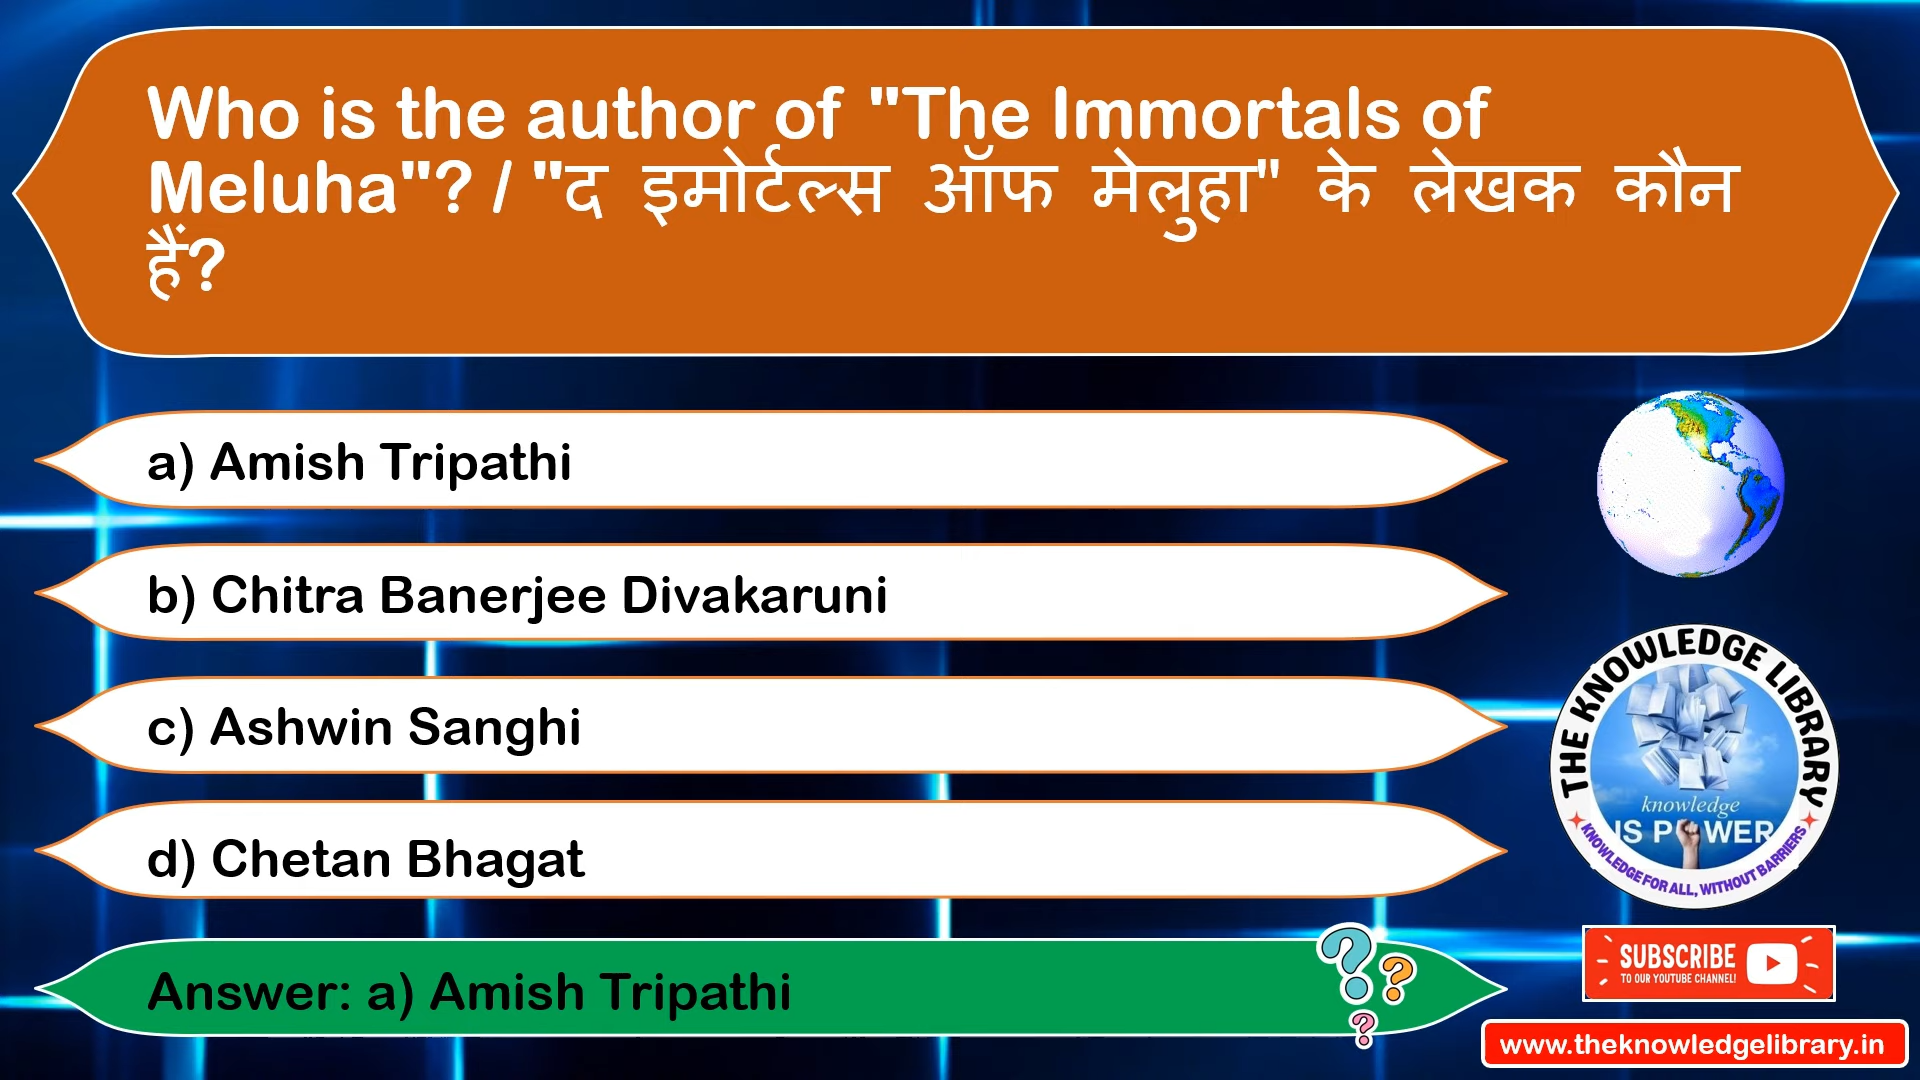 Who is the author of "The Immortals of
Meluha"? / "द इमोर्टल्स ऑफ मेलुहा" के लेखक कौन
हैं?
a) Amish Tripathi
b) Chitra Banerjee Divakaruni
c) Ashwin Sanghi
d) Chetan Bhagat
Answer: a) Amish Tripathi
THE KNOWLEDGE LIBRARY
knowledge
IS POWER
KNOWLEDGE FOR ALL, WITHOUT BARRIERS
SUBSCRIBE
TO OUR YOUTUBE CHANNEL!
www.theknowledgelibrary.in